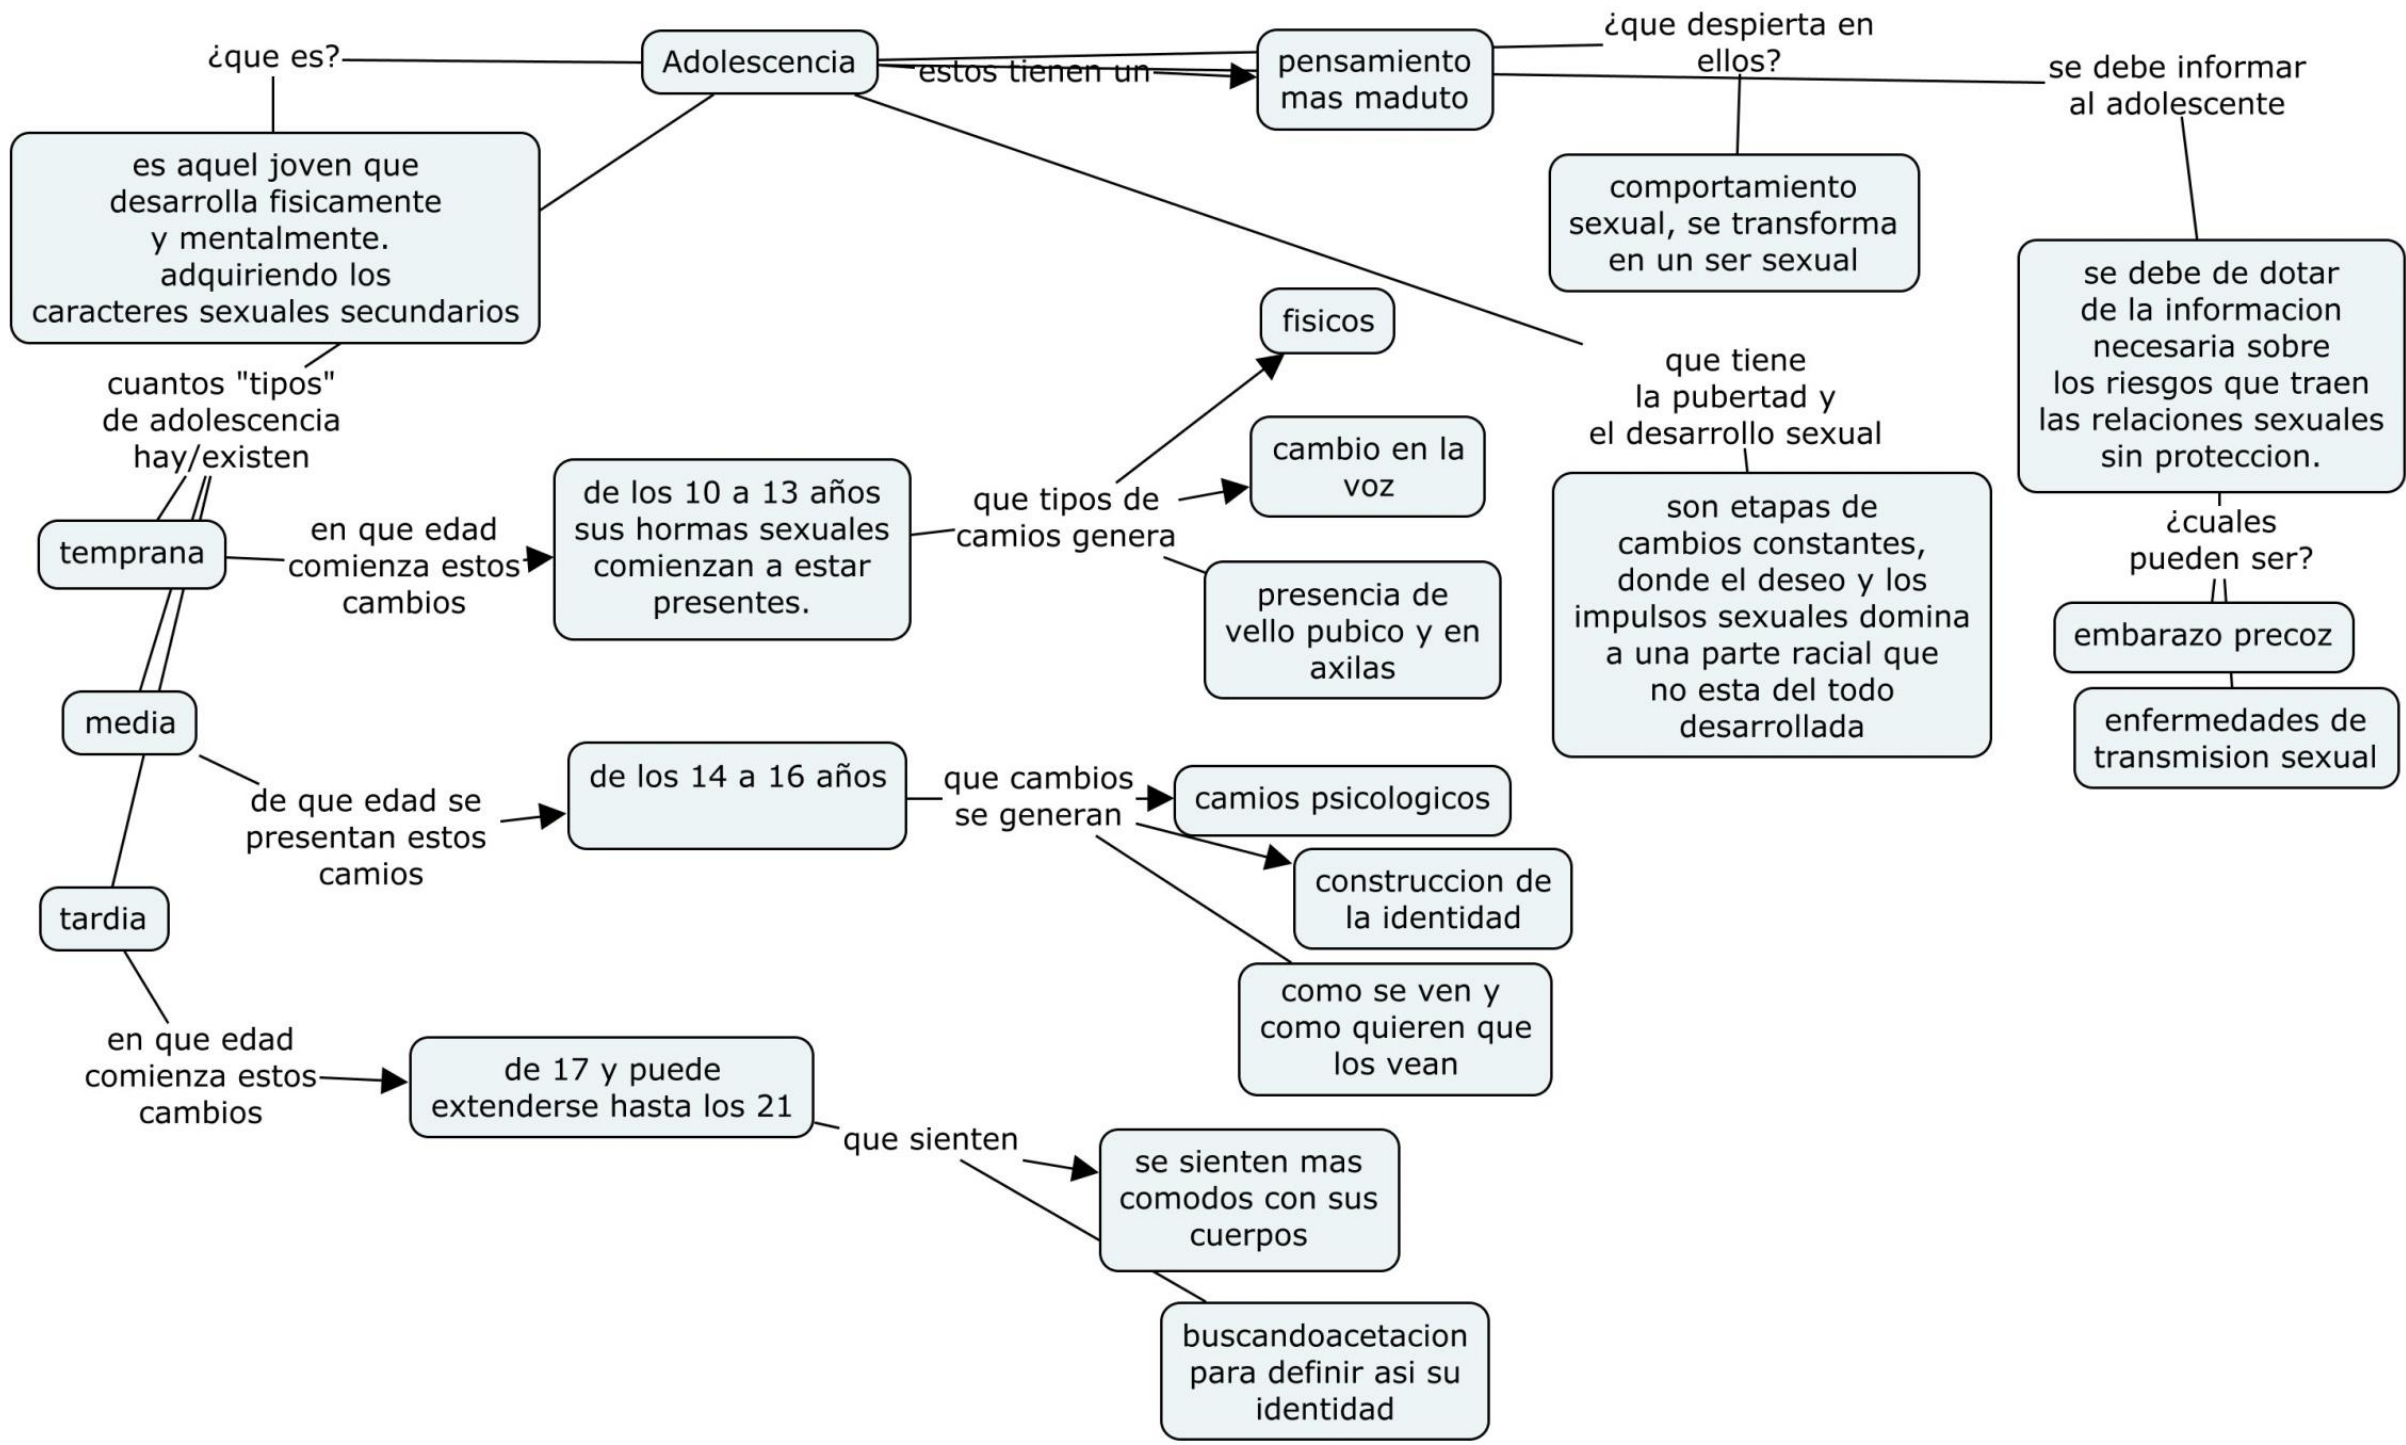 ¿que es?
Adolescencia
estos tienen un
pensamiento
mas maduto
¿que despierta en
ellos?
se debe informar
al adolescente
es aquel joven que
desarrolla fisicamente
y mentalmente.
adquiriendo los
caracteres sexuales secundarios
comportamiento
sexual, se transforma
en un ser sexual
se debe de dotar
de la informacion
necesaria sobre
los riesgos que traen
las relaciones sexuales
sin proteccion.
¿cuales
pueden ser?
embarazo precoz
enfermedades de
transmision sexual
que tiene
la pubertad y
el desarrollo sexual
son etapas de
cambios constantes,
donde el deseo y los
impulsos sexuales domina
a una parte racial que
no esta del todo
desarrollada
cuantos "tipos"
de adolescencia
hay/existen
temprana
en que edad
comienza estos
cambios
de los 10 a 13 años
sus hormas sexuales
comienzan a estar
presentes.
que tipos de
camios genera
fisicos
cambio en la
voz
presencia de
vello pubico y en
axilas
media
de que edad se
presentan estos
camios
de los 14 a 16 años
que cambios
se generan
camios psicologicos
construccion de
la identidad
como se ven y
como quieren que
los vean
tardia
en que edad
comienza estos
cambios
de 17 y puede
extenderse hasta los 21
que sienten
se sienten mas
comodos con sus
cuerpos
buscandoacetacion
para definir asi su
identidad